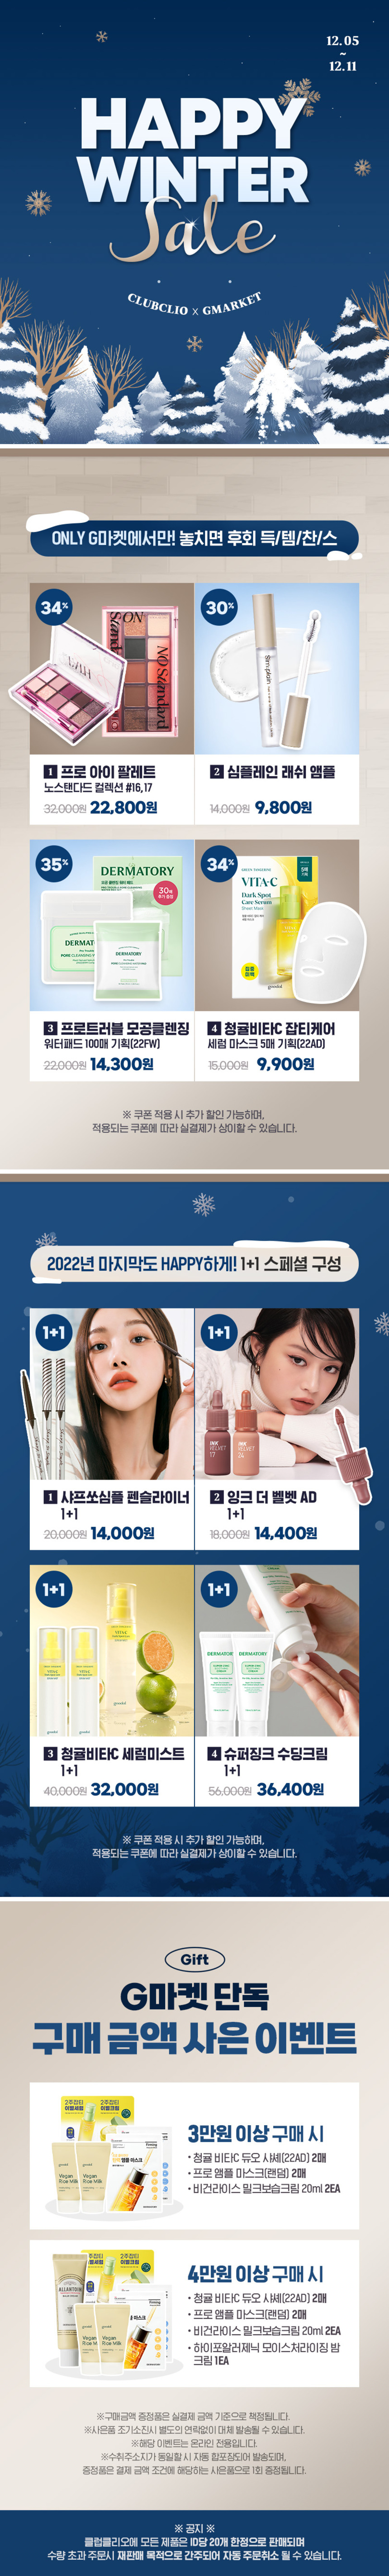 12.05
~
12.11
HAPPY
WINTER
Sale
CLUBCLIO X GMARKET
ONLY G마켓에서만! 놓치면 후회 득/템/찬/스
34%
30%
1 프로 아이 팔레트
노스탠다드 컬렉션 #16,17
32,000원 22,800원
2 심플레인 래쉬 앰플
14,000원 9,800원
35%
DERMATORY
34%
VITA-C
Dark Spot
Care Serum
Sheet Mask
3 프로트러블 모공클렌징
워터패드 100매 기획(22FW)
22,000원 14,300원
4 청귤비타C 잡티케어
세럼 마스크 5매 기획(22AD)
15,000원 9,900원
※ 쿠폰 적용 시 추가 할인 가능하며,
적용되는 쿠폰에 따라 실결제가 상이할 수 있습니다.
2022년 마지막도 HAPPY하게! 1+1 스페셜 구성
1+1
1+1
INK
VELVET
17
INK
VELVET
24
1 샤프쏘심플 펜슬라이너
1+1
20,000원 14,000원
2 잉크 더 벨벳 AD
1+1
18,000원 14,400원
1+1
1+1
3 청귤비타C 세럼미스트
1+1
40,000원 32,000원
4 슈퍼징크 수딩크림
1+1
56,000원 36,400원
※ 쿠폰 적용 시 추가 할인 가능하며,
적용되는 쿠폰에 따라 실결제가 상이할 수 있습니다.
Gift
G마켓 단독
구매 금액 사은 이벤트
3만원 이상 구매 시
• 청귤 비타C 듀오 샤쉐(22AD) 2매
• 프로 앰플 마스크(랜덤) 2매
• 비건라이스 밀크보습크림 20ml 2EA
4만원 이상 구매 시
• 청귤 비타C 듀오 샤쉐(22AD) 2매
• 프로 앰플 마스크(랜덤) 2매
• 비건라이스 밀크보습크림 20ml 2EA
• 하이포알러제닉 모이스처라이징 밤
크림 1EA
※구매금액 증정품은 실결제 금액 기준으로 책정됩니다.
※사은품 조기소진시 별도의 연락없이 대체 발송될 수 있습니다.
※해당 이벤트는 온라인 전용입니다.
※수취주소지가 동일할 시 자동 합포장되어 발송되며,
증정품은 결제 금액 조건에 해당하는 사은품으로 1회 증정됩니다.
※ 공지 ※
클럽클리오에 모든 제품은 ID당 20개 한정으로 판매되며
수량 초과 주문시 재판매 목적으로 간주되어 자동 주문취소 될 수 있습니다.